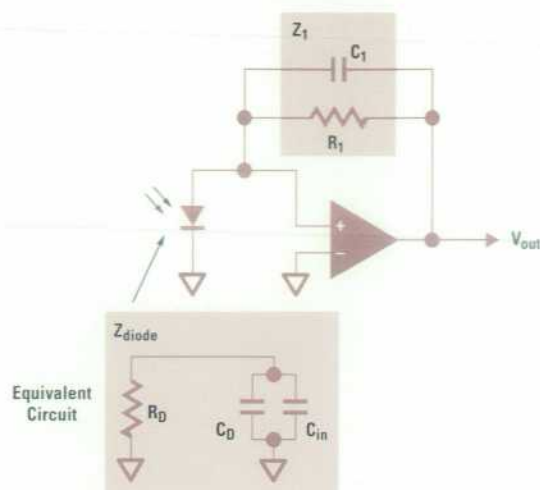 Z1
C1
R1
+
−
Vout
Zdiode
Equivalent
Circuit
RD
CD
Cin